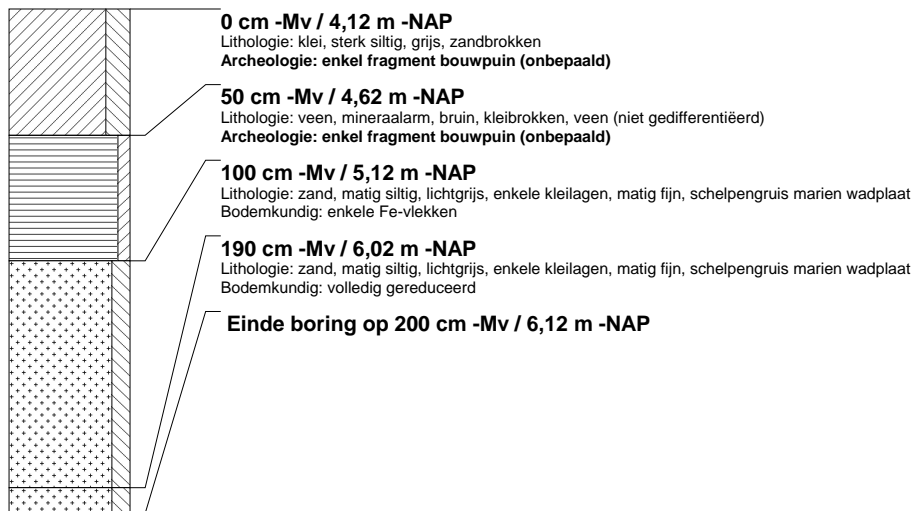 0 cm -Mv / 4,12 m -NAP
Lithologie: klei, sterk siltig, grijs, zandbrokken
Archeologie: enkel fragment bouwpuin (onbepaald)
50 cm -Mv / 4,62 m -NAP
Lithologie: veen, mineraalarm, bruin, kleibrokken, veen (niet gedifferentiëerd)
Archeologie: enkel fragment bouwpuin (onbepaald)
100 cm -Mv / 5,12 m -NAP
Lithologie: zand, matig siltig, lichtgrijs, enkele kleilagen, matig fijn, schelpengruis marien wadplaat
Bodemkundig: enkele Fe-vlekken
190 cm -Mv / 6,02 m -NAP
Lithologie: zand, matig siltig, lichtgrijs, enkele kleilagen, matig fijn, schelpengruis marien wadplaat
Bodemkundig: volledig gereduceerd
Einde boring op 200 cm -Mv / 6,12 m -NAP